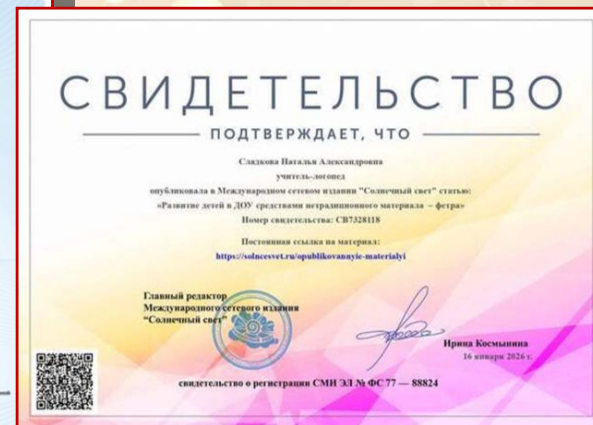 СВИДЕТЕЛЬСТВО
ПОДТВЕРЖДАЕТ, ЧТО
Сладкова Наталья Александровна
учитель-логопед
опубликовала в Международном сетевом издании "Солнечный свет" статью:
«Развитие детей в ДОУ средствами нетрадиционного материала – фетра»
Номер свидетельства: СВ7328118
Постоянная ссылка на материал:
https://solncesvet.ru/opublikovannyie-materialyi
Главный редактор
Международного сетевого издания
"Солнечный свет"
Ирина Космынина
16 января 2026 г.
свидетельство о регистрации СМИ ЭЛ № ФС 77 — 88824